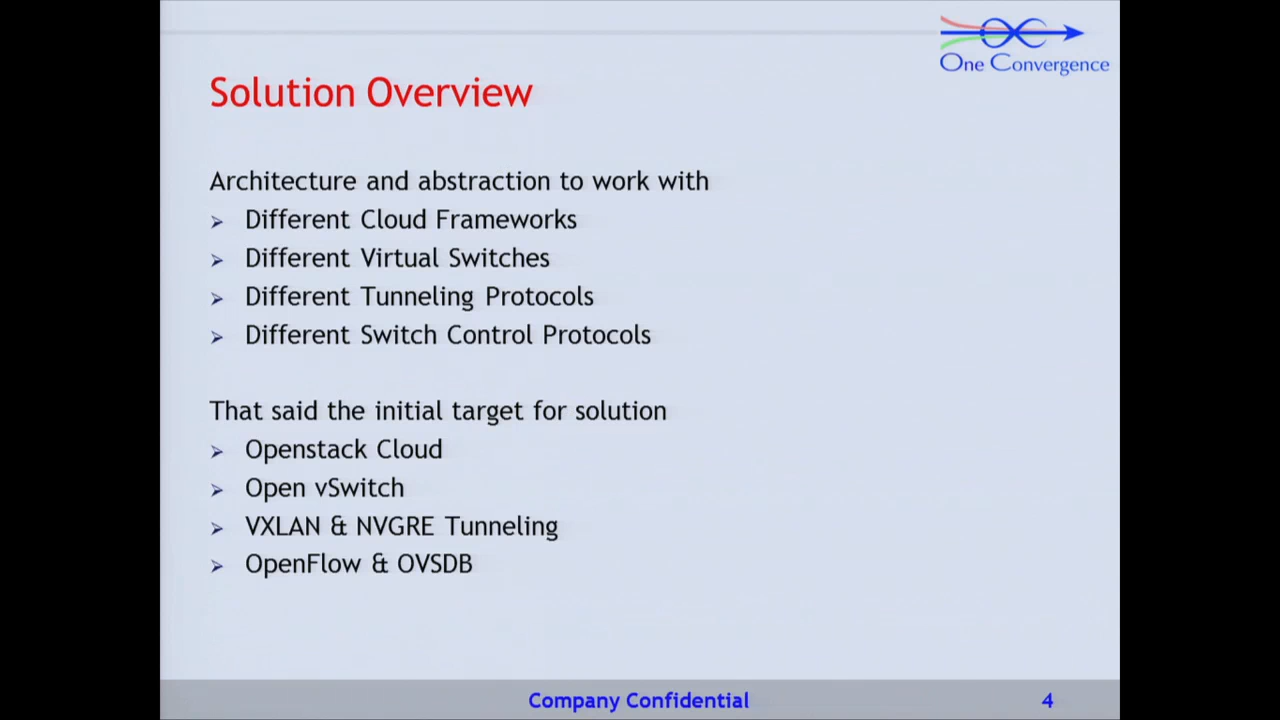 One Convergence
Solution Overview
Architecture and abstraction to work with
Different Cloud Frameworks
Different Virtual Switches
Different Tunneling Protocols
Different Switch Control Protocols
That said the initial target for solution
Openstack Cloud
Open vSwitch
VXLAN & NVGRE Tunneling
OpenFlow & OVSDB
Company Confidential
4